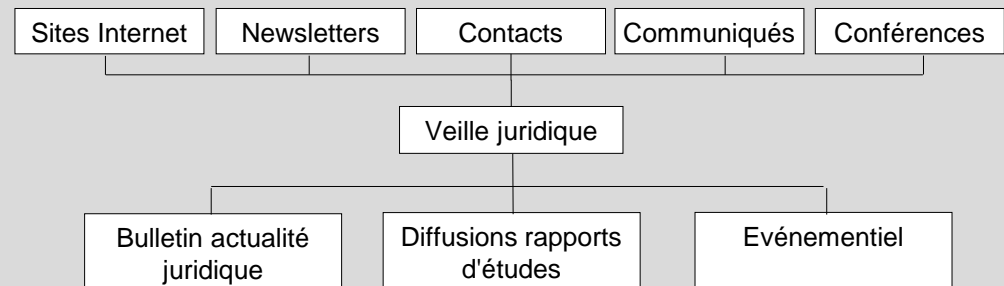 Sites Internet
Newsletters
Contacts
Communiqués
Conférences
Veille juridique
Bulletin actualité
juridique
Diffusions rapports
d'études
Evénementiel